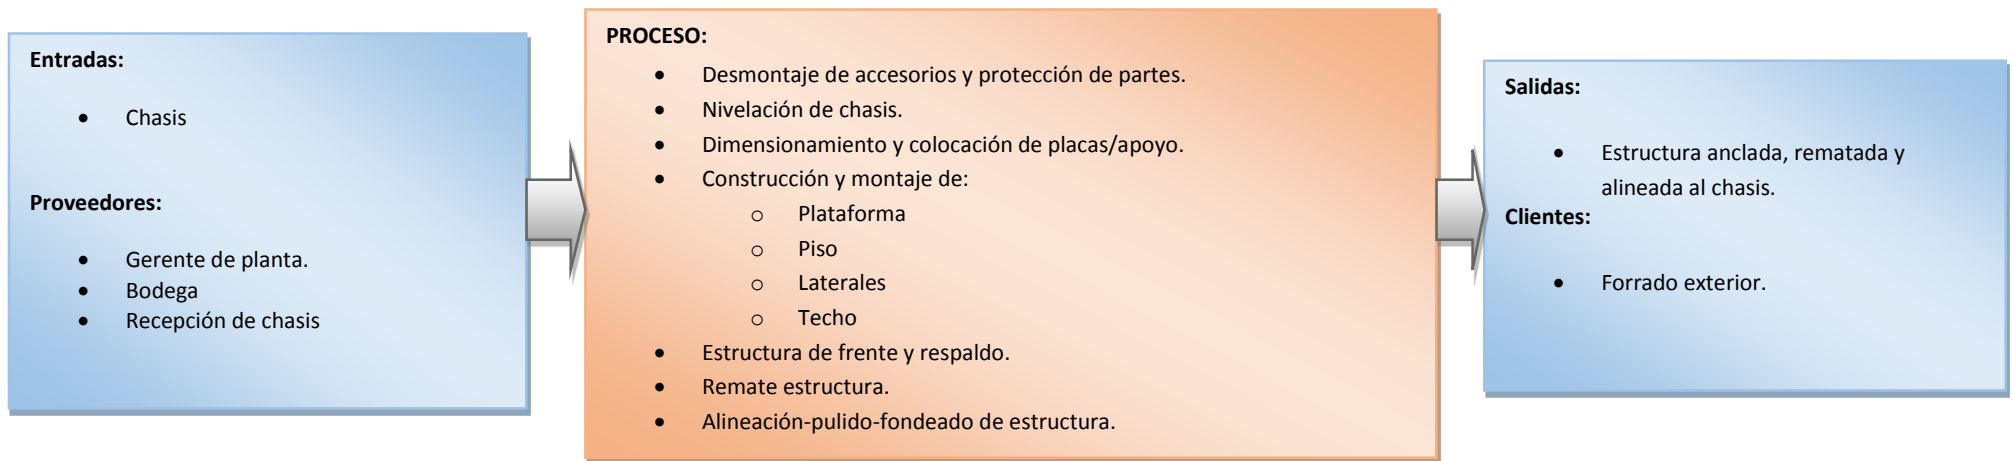 Entradas:
• Chasis
Proveedores:
• Gerente de planta.
• Bodega
• Recepción de chasis
PROCESO:
• Desmontaje de accesorios y protección de partes.
• Nivelación de chasis.
• Dimensionamiento y colocación de placas/apoyo.
• Construcción y montaje de:
o Plataforma
o Piso
o Laterales
o Techo
• Estructura de frente y respaldo.
• Remate estructura.
• Alineación-pulido-fondeado de estructura.
Salidas:
• Estructura anclada, rematada y
alineada al chasis.
Clientes:
• Forrado exterior.